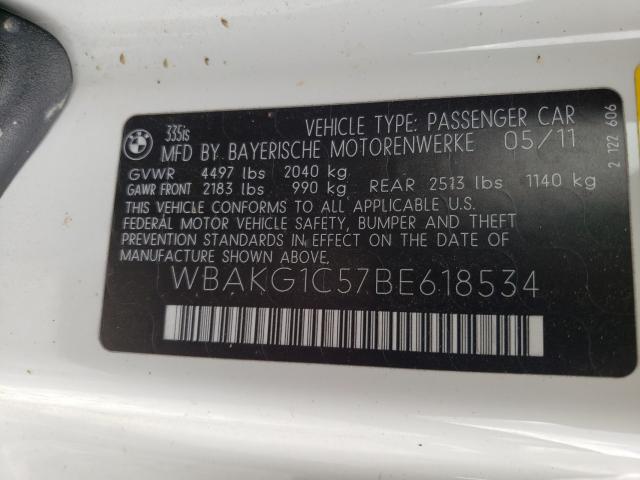 335is
BMW
VEHICLE TYPE: PASSENGER CAR
MFD BY BAYERISCHE MOTORENWERKE 05/11
GVWR 4497 lbs 2040 kg
GAWR FRONT 2183 lbs 990 kg REAR 2513 lbs 1140 kg
THIS VEHICLE CONFORMS TO ALL APPLICABLE U.S.
FEDERAL MOTOR VEHICLE SAFETY, BUMPER AND THEFT
PREVENTION STANDARDS IN EFFECT ON THE DATE OF
MANUFACTURE SHOWN ABOVE.
WBAKG1C57BE618534
2 122 606